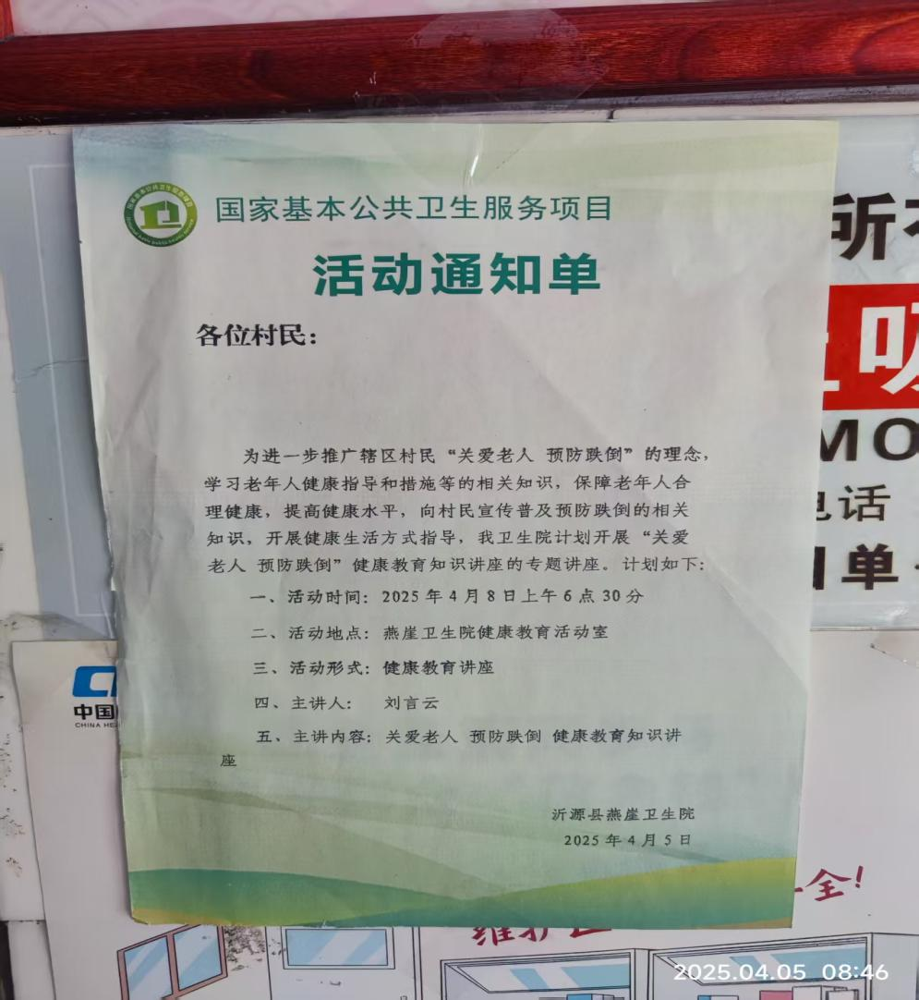 国家基本公共卫生服务项目
活动通知单
各位村民：
为进一步推广辖区村民“关爱老人 预防跌倒”的理念，
学习老年人健康指导和措施等的相关知识，保障老年人合
理健康，提高健康水平，向村民宣传普及预防跌倒的相关
知识，开展健康生活方式指导，我卫生院计划开展“关爱
老人 预防跌倒”健康教育知识讲座的专题讲座。计划如下：
一、活动时间：2025 年 4 月 8 日上午 6 点 30 分
二、活动地点：燕崖卫生院健康教育活动室
三、活动形式：健康教育讲座
四、主讲人： 刘言云
五、主讲内容：关爱老人 预防跌倒 健康教育知识讲
座
沂源县燕崖卫生院
2025 年 4 月 5 日
所
MO
电话
单
中国
CHINA HE
全！
维护
2025.04.05 08:46